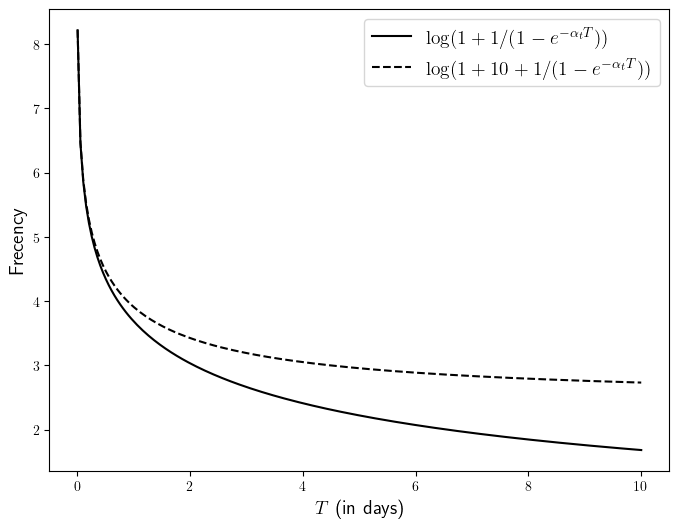 log(1 + 1/(1 − e^{−α_t T}))
log(1 + 10 + 1/(1 − e^{−α_t T}))
Frecency
8
7
6
5
4
3
2
0 2 4 6 8 10
T (in days)